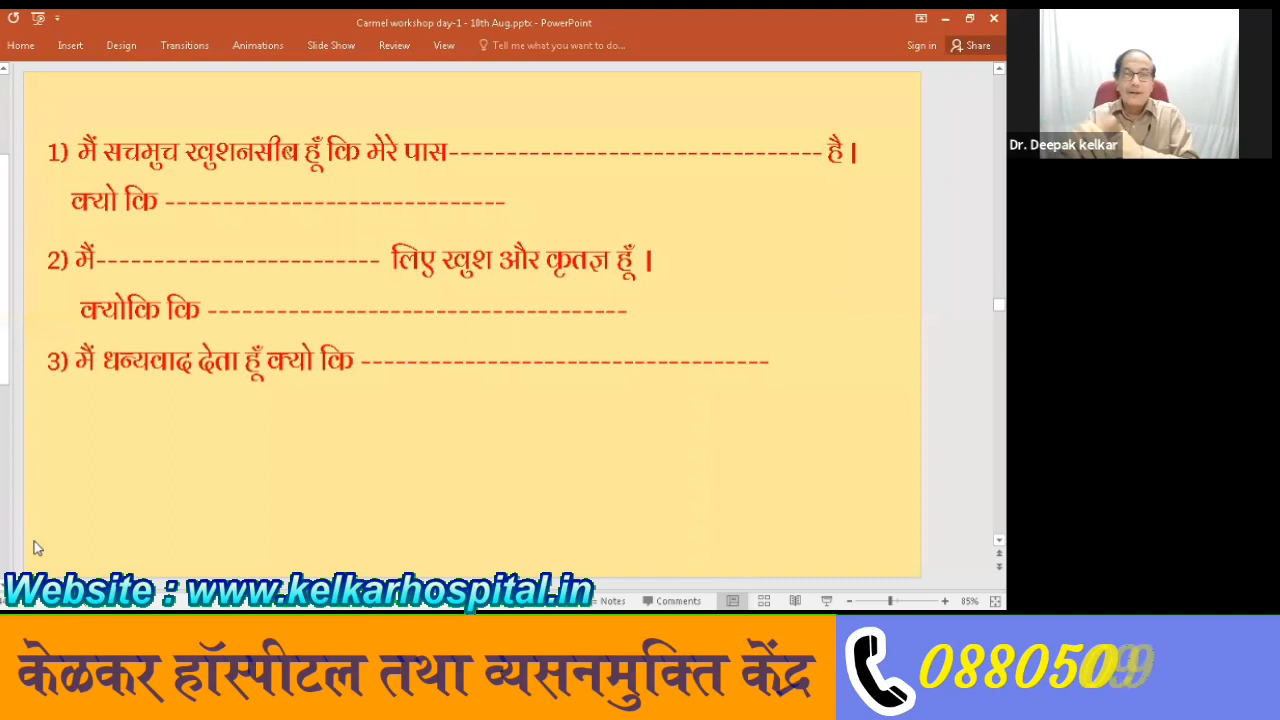 Carmel workshop day-1 - 10th Aug.pptx - PowerPoint
Home Insert Design Transitions Animations Slide Show Review View Tell me what you want to do... Sign in Share
1) मैं सचमुच खुशनसीब हूँ कि मेरे पास-------------------------------- है |
क्यो कि -----------------------------
2) मैं------------------------ लिए खुश और कृतज्ञ हूँ |
क्योकि कि ------------------------------------
3) मैं धन्यवाद देता हूँ क्यो कि -----------------------------------
Dr. Deepak kelkar
Website : www.kelkarhospital.in
Notes Comments 85%
केळकर हॉस्पीटल तथा व्यसनमुक्ति केंद्र
088050